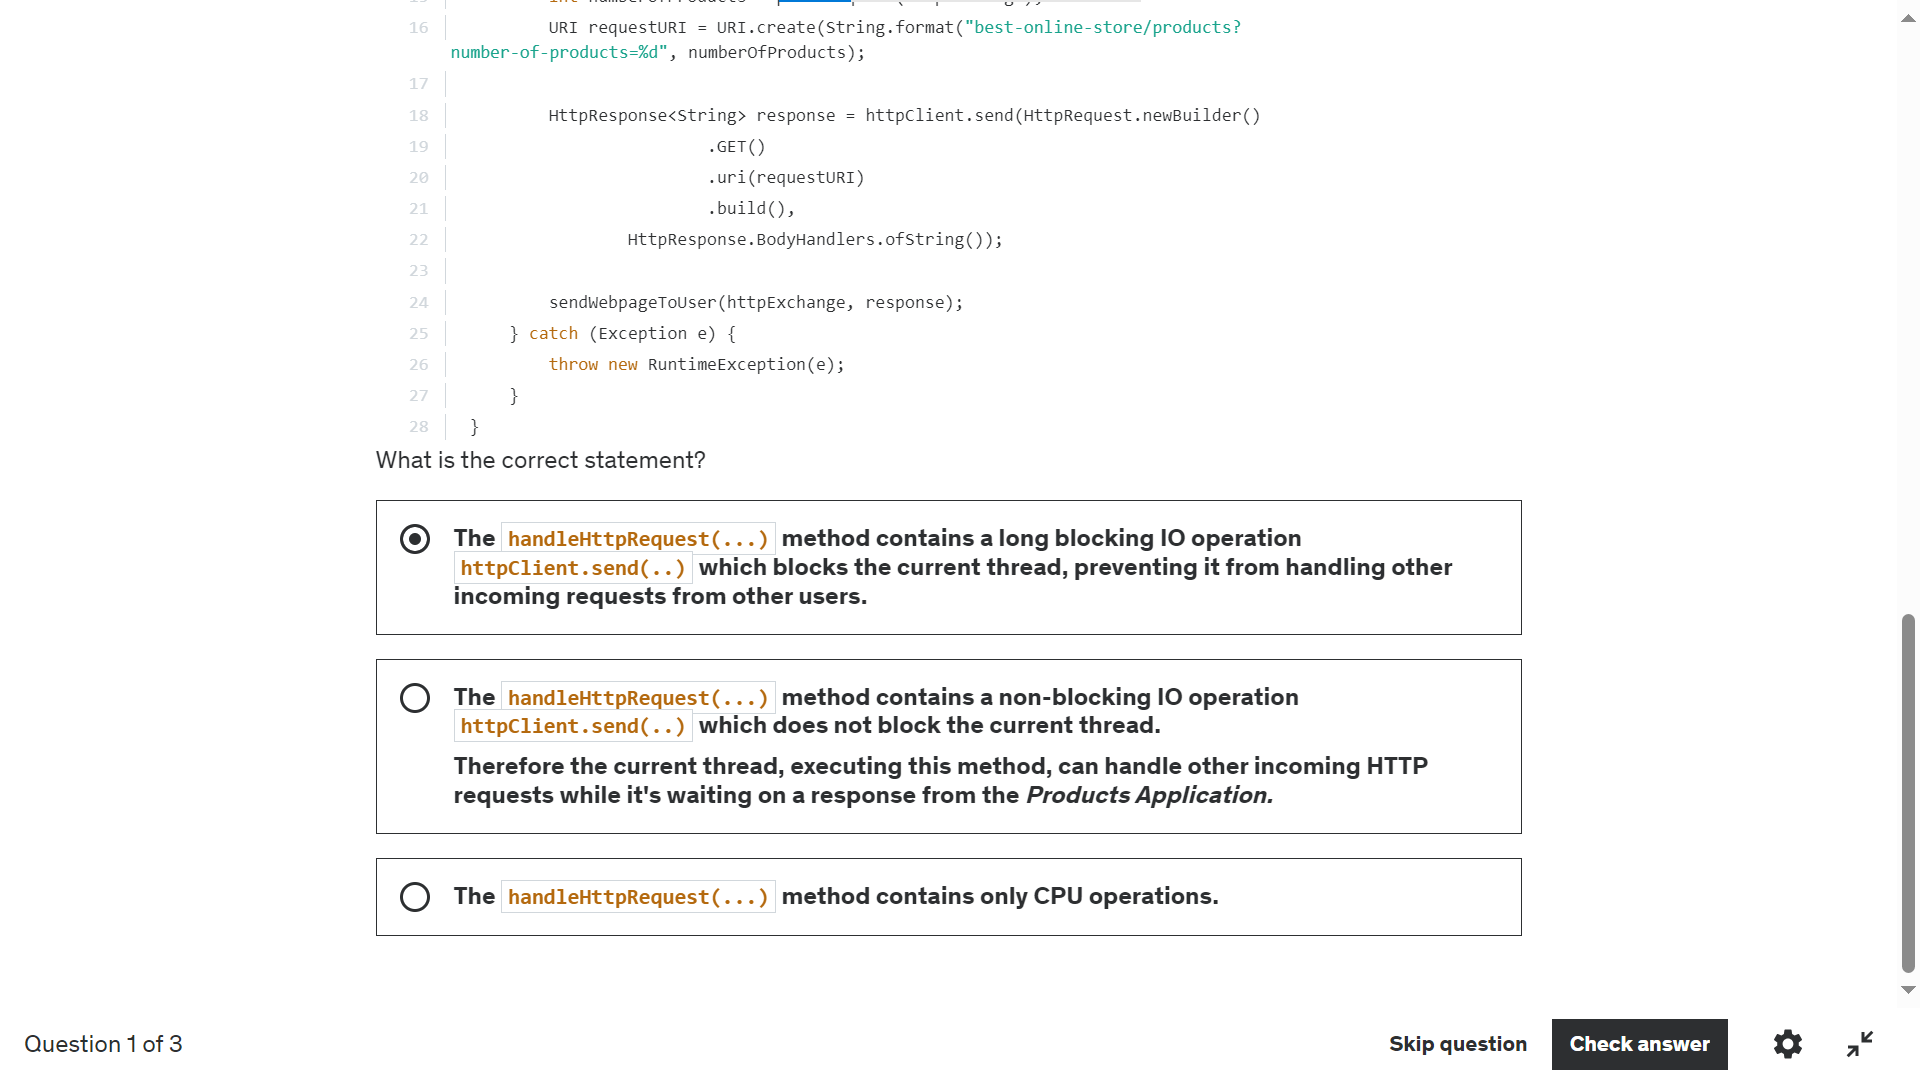 16 URI requestURI = URI.create(String.format("best-online-store/products?
number-of-products=%d", numberOfProducts);
17
18 HttpResponse<String> response = httpClient.send(HttpRequest.newBuilder()
19 .GET()
20 .uri(requestURI)
21 .build(),
22 HttpResponse.BodyHandlers.ofString());
23
24 sendWebpageToUser(httpExchange, response);
25 } catch (Exception e) {
26 throw new RuntimeException(e);
27 }
28 }
What is the correct statement?
The handleHttpRequest(...) method contains a long blocking IO operation
httpClient.send(..) which blocks the current thread, preventing it from handling other
incoming requests from other users.
The handleHttpRequest(...) method contains a non-blocking IO operation
httpClient.send(..) which does not block the current thread.
Therefore the current thread, executing this method, can handle other incoming HTTP
requests while it's waiting on a response from the Products Application.
The handleHttpRequest(...) method contains only CPU operations.
Question 1 of 3
Skip question
Check answer